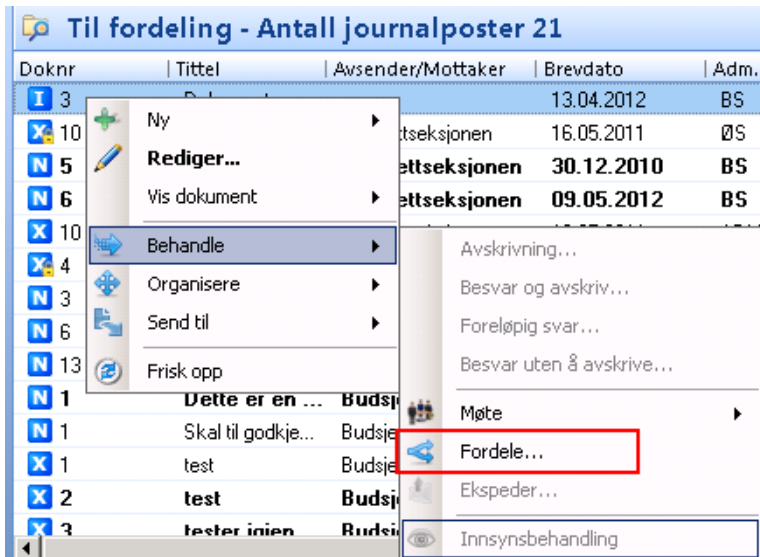 Til fordeling - Antall journalposter 21
Doknr Tittel Avsender/Mottaker Brevdato Adm.
I 3 13.04.2012 BS
X 10 ttseksjonen 16.05.2011 ØS
N 5 ettseksjonen 30.12.2010 BS
N 6 ettseksjonen 09.05.2012 BS
X 10
X 4
N 3
N 6
N 13
N 1 Dette er en ... Budsj
N 1 Skal til godkje... Budsje
X 1 test Budsje
X 2 test Budsj
X 3 tester igjen Budsj
Ny
Rediger...
Vis dokument
Behandle
Organisere
Send til
Frisk opp
Avskrivning...
Besvar og avskriv...
Foreløpig svar...
Besvar uten å avskrive...
Møte
Fordele...
Ekspeder...
Innsynsbehandling